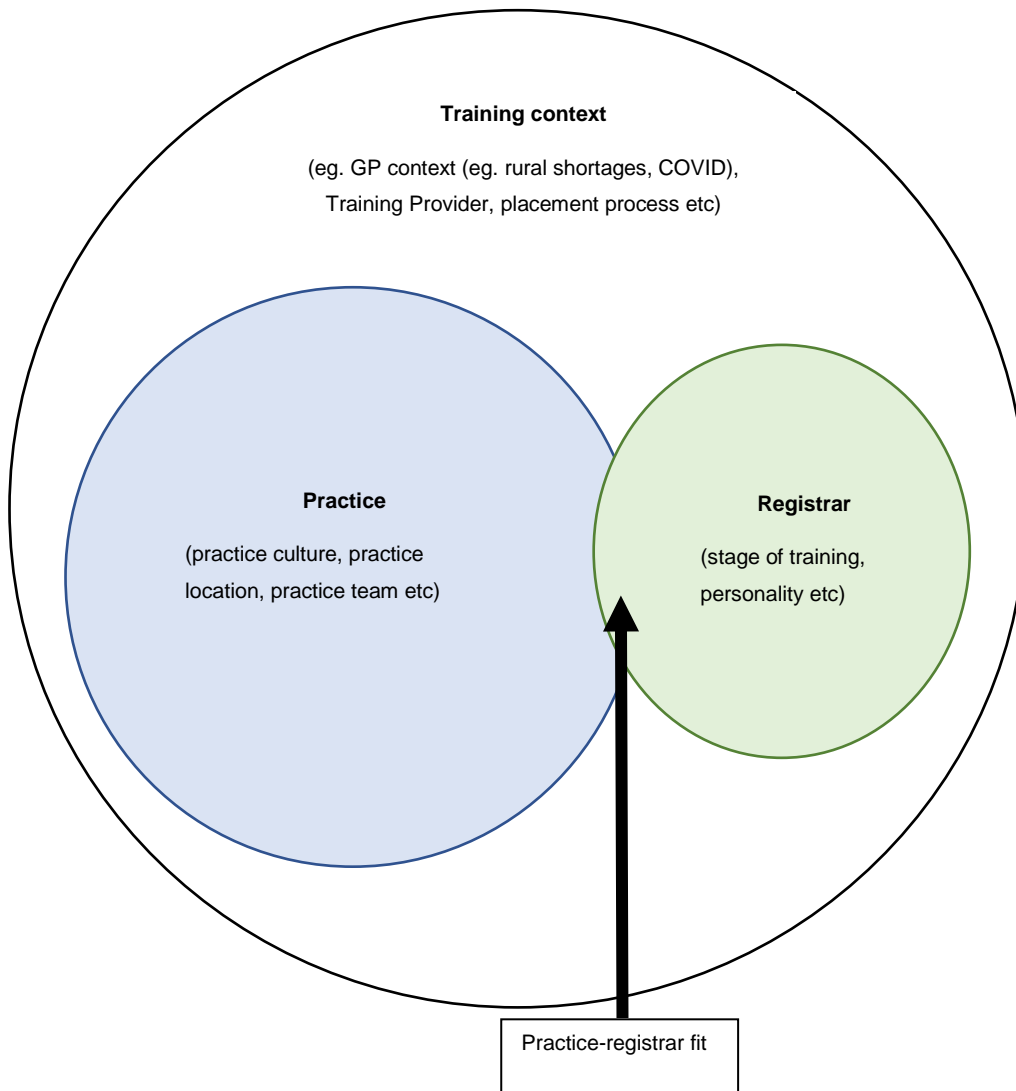 Training context
(eg. GP context (eg. rural shortages, COVID),
Training Provider, placement process etc)
Practice
(practice culture, practice
location, practice team etc)
Registrar
(stage of training,
personality etc)
Practice-registrar fit